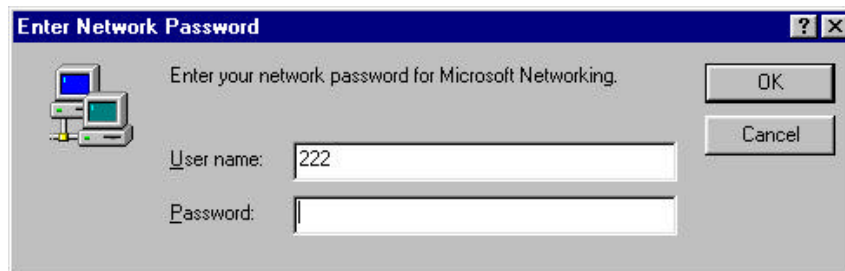 Enter Network Password
Enter your network password for Microsoft Networking.
OK
Cancel
User name: 222
Password: